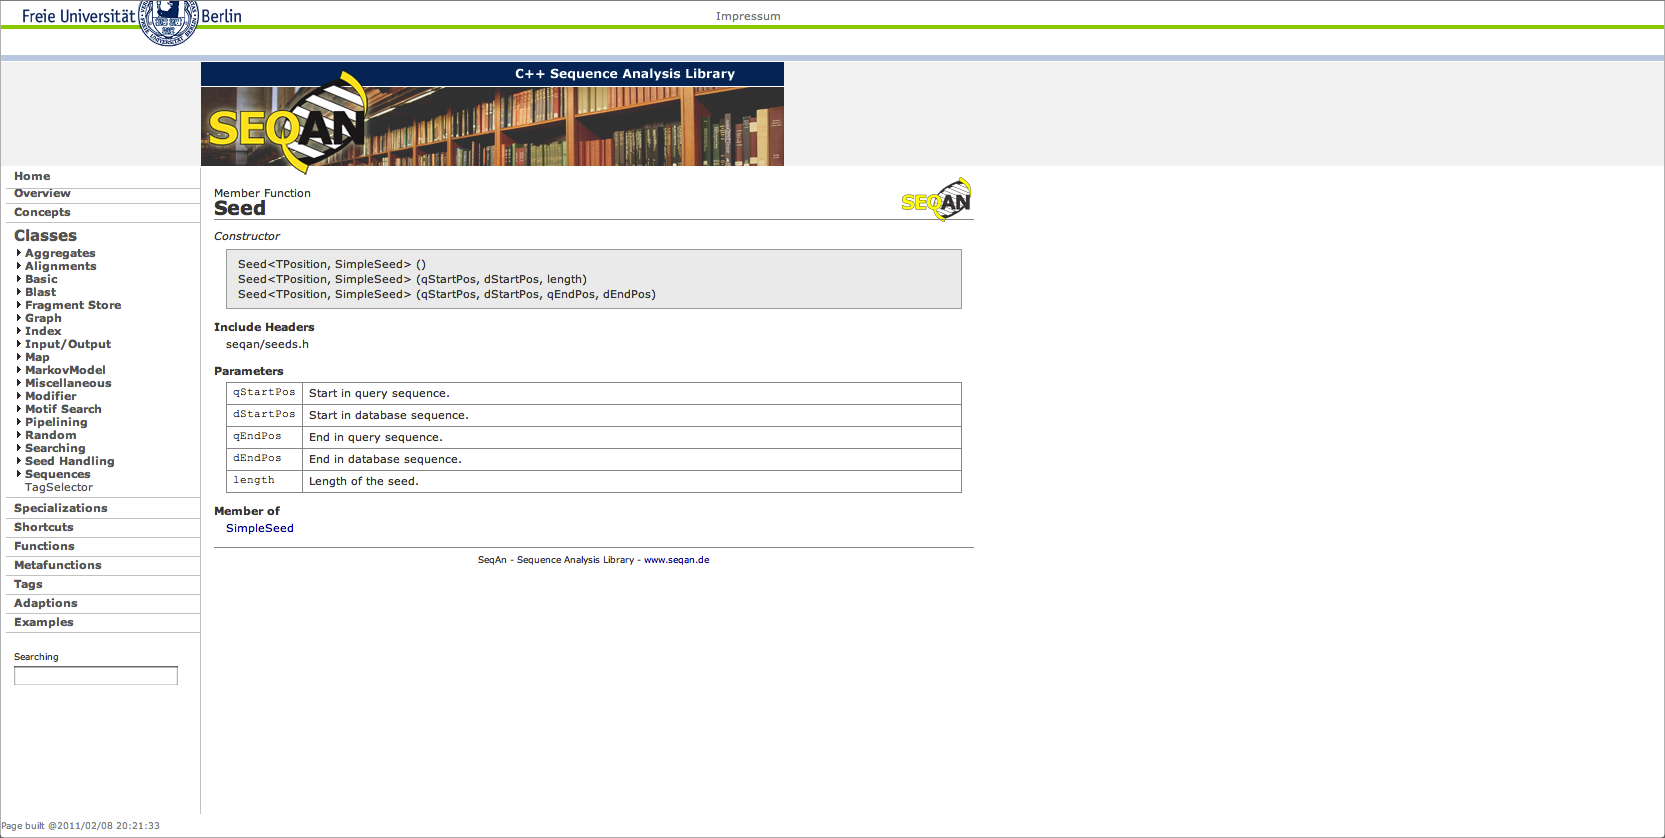 Freie Universität Berlin
Impressum
C++ Sequence Analysis Library
SEQAN
Home
Overview
Concepts
Classes
Aggregates
Alignments
Basic
Blast
Fragment Store
Graph
Index
Input/Output
Map
MarkovModel
Miscellaneous
Modifier
Motif Search
Pipelining
Random
Searching
Seed Handling
Sequences
TagSelector
Specializations
Shortcuts
Functions
Metafunctions
Tags
Adaptions
Examples
Searching
Member Function
Seed
SEQAN
Constructor
Seed<TPosition, SimpleSeed> ()
Seed<TPosition, SimpleSeed> (qStartPos, dStartPos, length)
Seed<TPosition, SimpleSeed> (qStartPos, dStartPos, qEndPos, dEndPos)
Include Headers
seqan/seeds.h
Parameters
qStartPos Start in query sequence.
dStartPos Start in database sequence.
qEndPos End in query sequence.
dEndPos End in database sequence.
length Length of the seed.
Member of
SimpleSeed
SeqAn - Sequence Analysis Library - www.seqan.de
Page built @2011/02/08 20:21:33